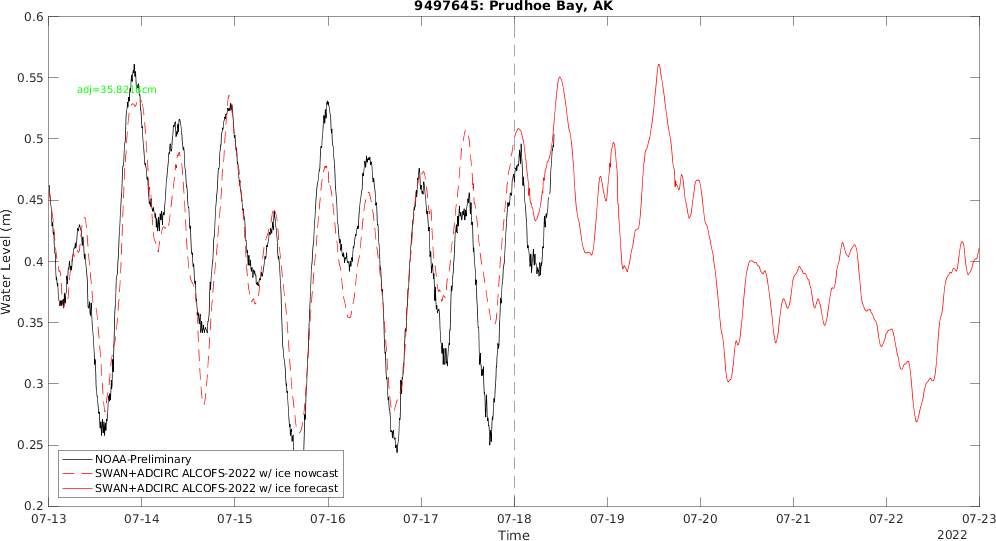 9497645: Prudhoe Bay, AK
0.6
0.55
0.5
0.45
0.4
0.35
0.3
0.25
0.2
Water Level (m)
NOAA-Preliminary
SWAN+ADCIRC ALCOFS-2022 w/ ice nowcast
SWAN+ADCIRC ALCOFS-2022 w/ ice forecast
07-13 07-14 07-15 07-16 07-17 07-18 07-19 07-20 07-21 07-22 07-23
Time
2022